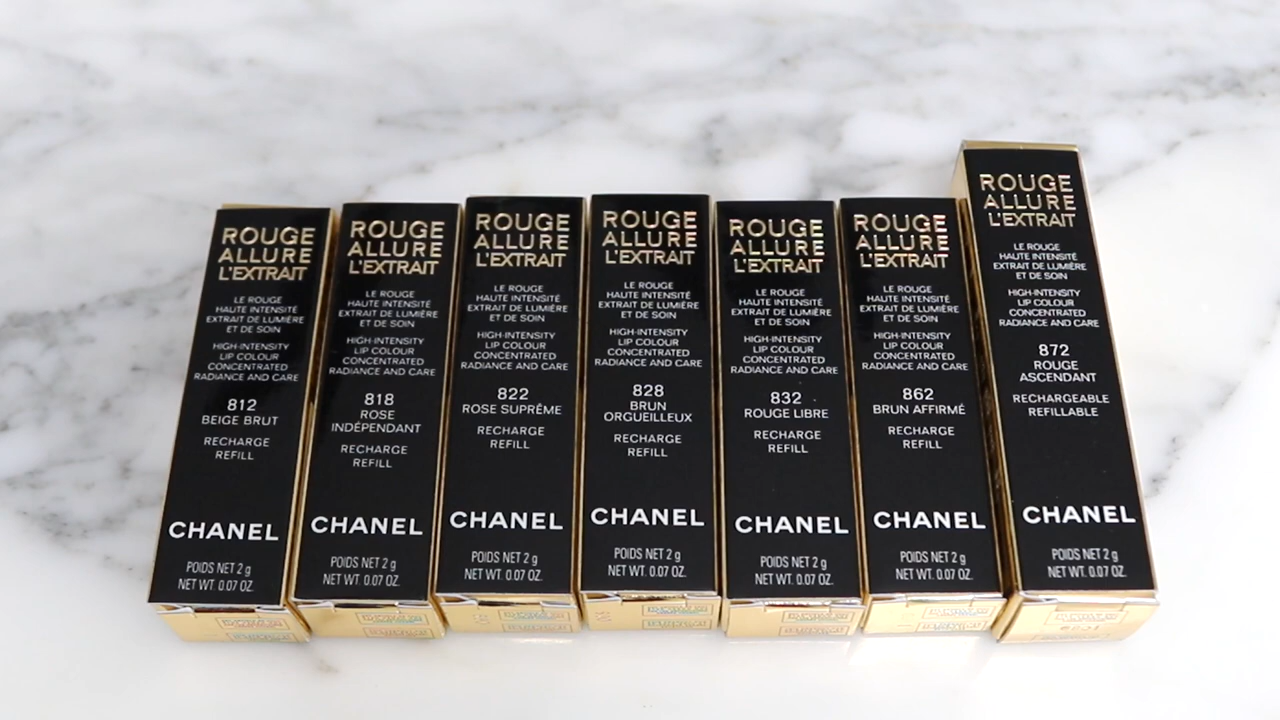 ROUGE
ALLURE
L'EXTRAIT
LE ROUGE
HAUTE INTENSITÉ
EXTRAIT DE LUMIÈRE
ET DE SOIN
HIGH-INTENSITY
LIP COLOUR
CONCENTRATED
RADIANCE AND CARE
812
BEIGE BRUT
RECHARGE
REFILL
CHANEL
POIDS NET 2 g
NET WT. 0.07 OZ.
ROUGE
ALLURE
L'EXTRAIT
LE ROUGE
HAUTE INTENSITÉ
EXTRAIT DE LUMIÈRE
ET DE SOIN
HIGH-INTENSITY
LIP COLOUR
CONCENTRATED
RADIANCE AND CARE
818
ROSE
INDÉPENDANT
RECHARGE
REFILL
CHANEL
POIDS NET 2 g
NET WT. 0.07 OZ.
ROUGE
ALLURE
L'EXTRAIT
LE ROUGE
HAUTE INTENSITÉ
EXTRAIT DE LUMIÈRE
ET DE SOIN
HIGH-INTENSITY
LIP COLOUR
CONCENTRATED
RADIANCE AND CARE
822
ROSE SUPRÊME
RECHARGE
REFILL
CHANEL
POIDS NET 2 g
NET WT. 0.07 OZ.
ROUGE
ALLURE
L'EXTRAIT
LE ROUGE
HAUTE INTENSITÉ
EXTRAIT DE LUMIÈRE
ET DE SOIN
HIGH-INTENSITY
LIP COLOUR
CONCENTRATED
RADIANCE AND CARE
828
BRUN
ORGUEILLEUX
RECHARGE
REFILL
CHANEL
POIDS NET 2 g
NET WT. 0.07 OZ.
ROUGE
ALLURE
L'EXTRAIT
LE ROUGE
HAUTE INTENSITÉ
EXTRAIT DE LUMIÈRE
ET DE SOIN
HIGH-INTENSITY
LIP COLOUR
CONCENTRATED
RADIANCE AND CARE
832
ROUGE LIBRE
RECHARGE
REFILL
CHANEL
POIDS NET 2 g
NET WT. 0.07 OZ.
ROUGE
ALLURE
L'EXTRAIT
LE ROUGE
HAUTE INTENSITÉ
EXTRAIT DE LUMIÈRE
ET DE SOIN
HIGH-INTENSITY
LIP COLOUR
CONCENTRATED
RADIANCE AND CARE
862
BRUN AFFIRMÉ
RECHARGE
REFILL
CHANEL
POIDS NET 2 g
NET WT. 0.07 OZ.
ROUGE
ALLURE
L'EXTRAIT
LE ROUGE
HAUTE INTENSITÉ
EXTRAIT DE LUMIÈRE
ET DE SOIN
HIGH-INTENSITY
LIP COLOUR
CONCENTRATED
RADIANCE AND CARE
872
ROUGE
ASCENDANT
RECHARGEABLE
REFILLABLE
CHANEL
POIDS NET 2 g
NET WT. 0.07 OZ.